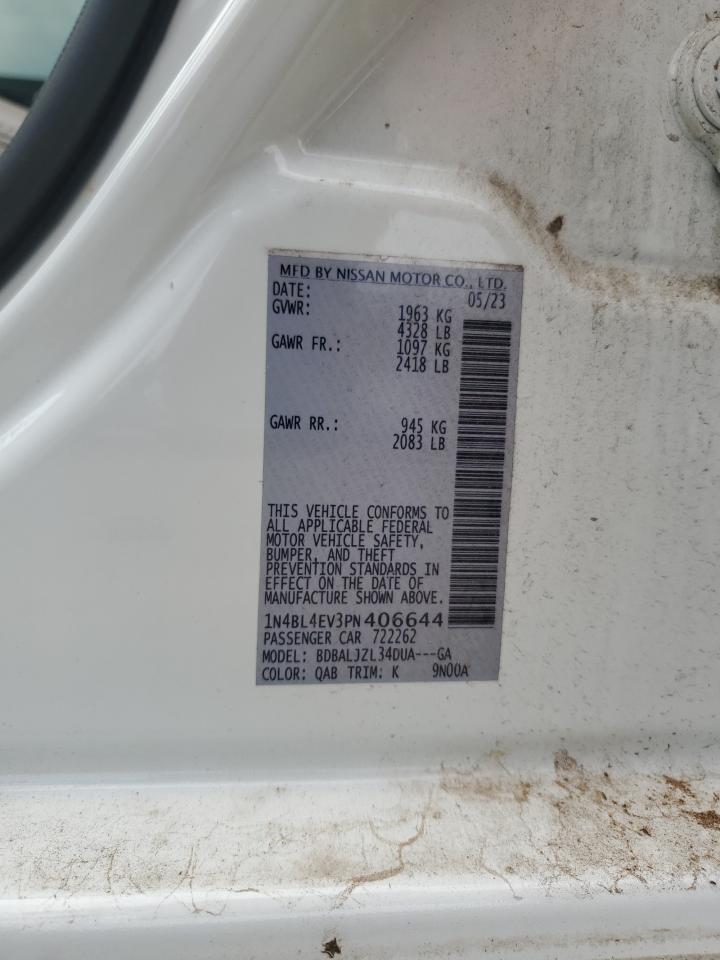 MFD BY NISSAN MOTOR CO., LTD.
DATE: 05/23
GVWR: 1963 KG
4328 LB
GAWR FR.: 1097 KG
2418 LB
GAWR RR.: 945 KG
2083 LB
THIS VEHICLE CONFORMS TO
ALL APPLICABLE FEDERAL
MOTOR VEHICLE SAFETY,
BUMPER, AND THEFT
PREVENTION STANDARDS IN
EFFECT ON THE DATE OF
MANUFACTURE SHOWN ABOVE.
1N4BL4EV3PN406644
PASSENGER CAR 722262
MODEL: BDBALJZL34DUA---GA
COLOR: QAB TRIM: K 9N00A